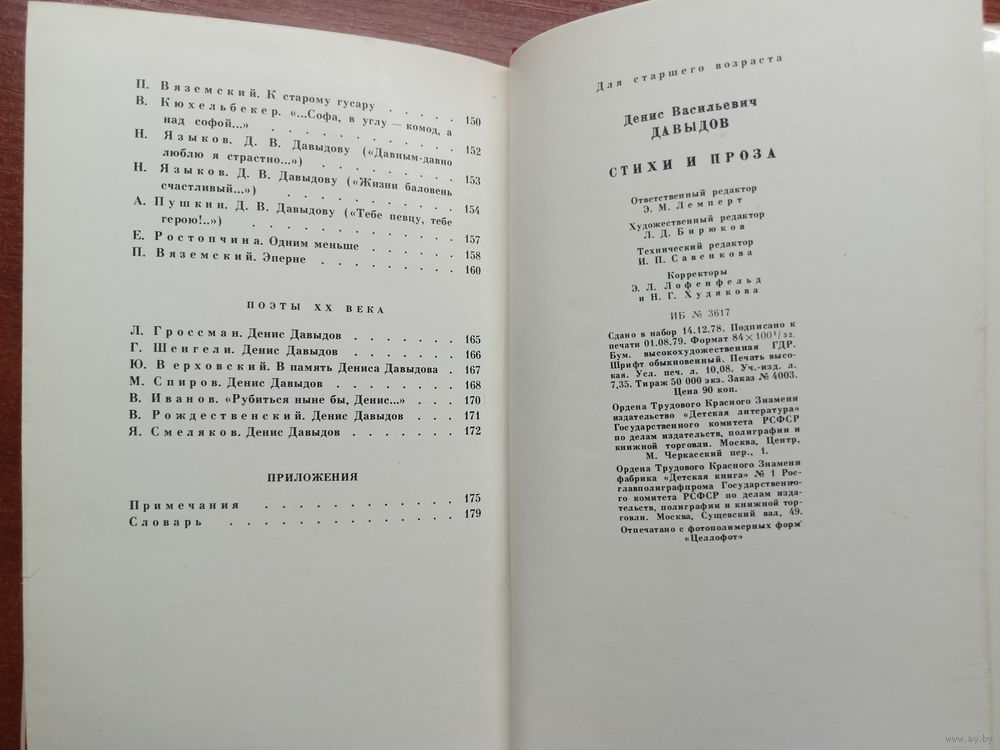 П. Вяземский. К старому гусару . . . . . 150
В. Кюхельбекер. «...Софа, в углу — комод, а
над софой...» . . . . . . . . . . 152
Н. Языков. Д. В. Давыдову («Давным-давно
люблю я страстно...») . . . . . . . . 153
Н. Языков. Д. В. Давыдову («Жизни баловень
счастливый...») . . . . . . . . . . 154
А. Пушкин. Д. В. Давыдову («Тебе певцу, тебе
герою!..») . . . . . . . . . . . 157
Е. Ростопчина. Одним меньше . . . . . 158
П. Вяземский. Эперне . . . . . . . . 160
ПОЭТЫ XX ВЕКА
Л. Гроссман. Денис Давыдов . . . . . . 165
Г. Шенгели. Денис Давыдов . . . . . . 166
Ю. Верховский. В память Дениса Давыдова . 167
М. Спиров. Денис Давыдов . . . . . . . 168
В. Иванов. «Рубиться ныне бы, Денис...» . . . 170
В. Рождественский. Денис Давыдов . . . 171
Я. Смеляков. Денис Давыдов . . . . . . 172
ПРИЛОЖЕНИЯ
Примечания . . . . . . . . . . 175
Словарь . . . . . . . . . . . 179
Для старшего возраста
Денис Васильевич
ДАВЫДОВ
СТИХИ И ПРОЗА
Ответственный редактор
Э. М. Лемперт
Художественный редактор
Л. Д. Бирюков
Технический редактор
И. П. Савенкова
Корректоры
Э. Л. Лофенфельд
и Н. Г. Худякова
ИБ № 3617
Сдано в набор 14.12.78. Подписано к
печати 01.08.79. Формат 84×100¹/₃₂.
Бум. высокохудожественная ГДР.
Шрифт обыкновенный. Печать высо-
кая. Усл. печ. л. 10,08. Уч.-изд. л.
7,35. Тираж 50 000 экз. Заказ № 4003.
Цена 90 коп.
Ордена Трудового Красного Знамени
издательство «Детская литература»
Государственного комитета РСФСР
по делам издательств, полиграфии и
книжной торговли. Москва, Центр,
М. Черкасский пер., 1.
Ордена Трудового Красного Знамени
фабрика «Детская книга» № 1 Рос-
главполиграфпрома Государственно-
го комитета РСФСР по делам изда-
тельств, полиграфии и книжной тор-
говли. Москва, Сущевский вал, 49.
Отпечатано с фотополимерных форм
«Целлофот»
www.ay.by